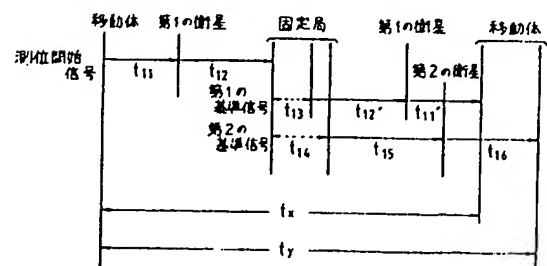 移動体 第1の衛星 固定局 第1の衛星 移動体
測位開始信号
第2の衛星
t11 t12
第1の基準信号
t13 t12' t11'
第2の基準信号
t14 t15 t16
tx
ty